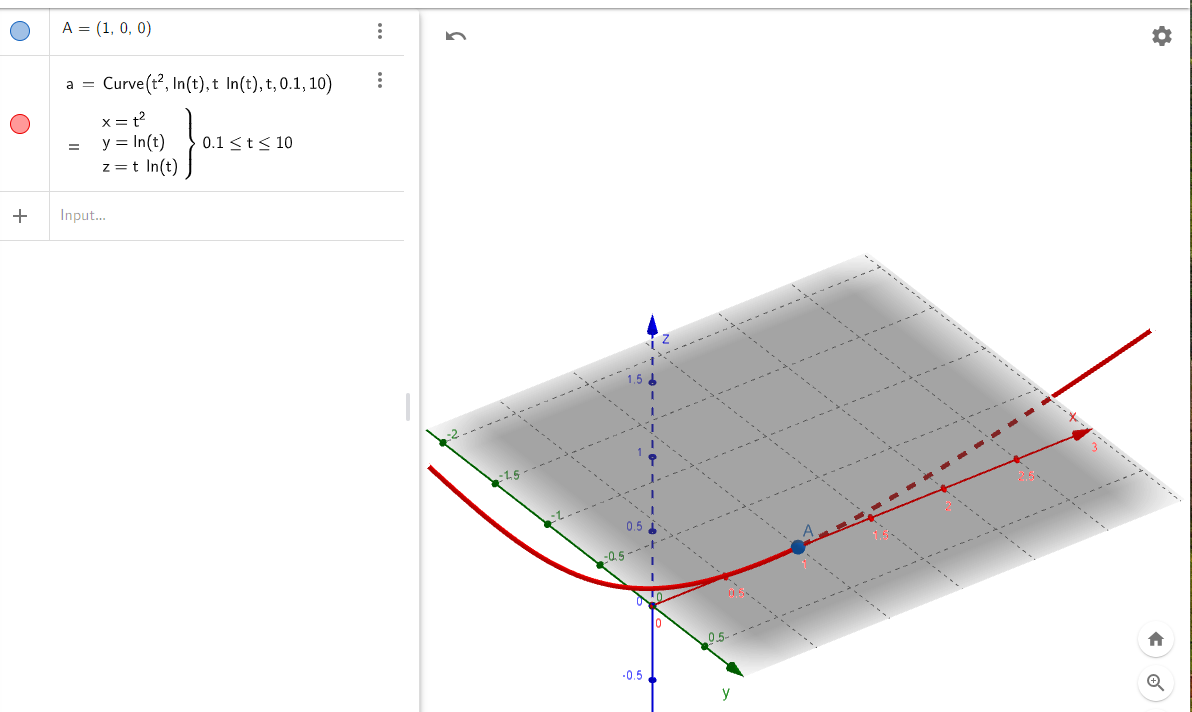 A = (1, 0, 0)
a = Curve(t², ln(t), t ln(t), t, 0.1, 10)
x = t²
= y = ln(t) } 0.1 ≤ t ≤ 10
z = t ln(t)
+ Input...
z
1.5
1
0.5
0
-0.5
-2
-1.5
-1
-0.5
0
0.5
y
0
0.5
A
1
1.5
2
2.5
x
3